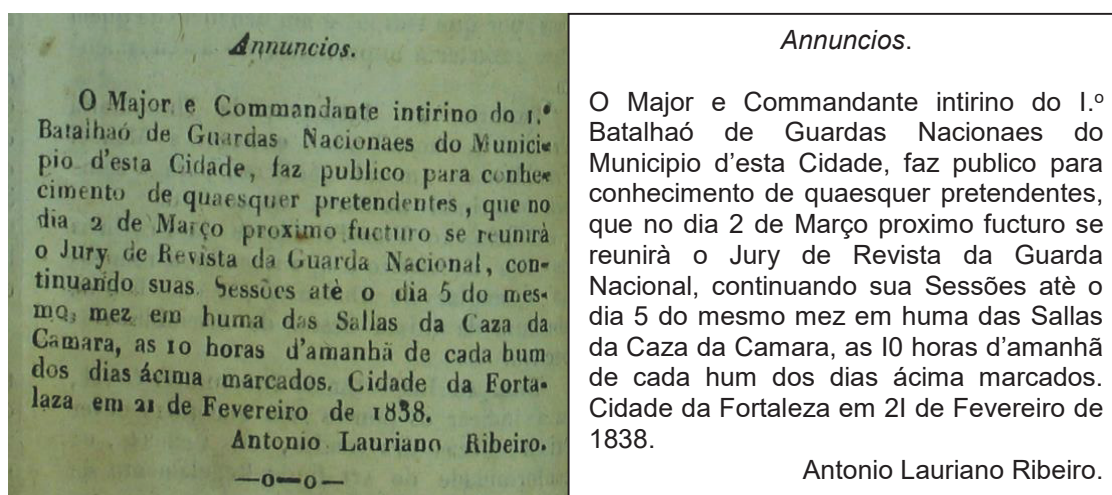 Annuncios.
O Major e Commandante intirino do 1.º
Batalhaó de Guardas Nacionaes do Munici-
pio d'esta Cidade, faz publico para conhe-
cimento de quaesquer pretendentes , que no
dia 2 de Março proximo fucturo se reunirà
o Jury de Revista da Guarda Nacional, con-
tinuando suas. Sessões atè o dia 5 do mes-
mo, mez em huma das Sallas da Caza da
Camara, as 10 horas d'amanhã de cada hum
dos dias ácima marcados. Cidade da Forta-
laza em 21 de Fevereiro de 1838.
Antonio Lauriano Ribeiro.
—o—o—
Annuncios.
O Major e Commandante intirino do I.º
Batalhaó de Guardas Nacionaes do
Municipio d’esta Cidade, faz publico para
conhecimento de quaesquer pretendentes,
que no dia 2 de Março proximo fucturo se
reunirà o Jury de Revista da Guarda
Nacional, continuando sua Sessões atè o
dia 5 do mesmo mez em huma das Sallas
da Caza da Camara, as I0 horas d’amanhã
de cada hum dos dias ácima marcados.
Cidade da Fortaleza em 2I de Fevereiro de
1838.
Antonio Lauriano Ribeiro.